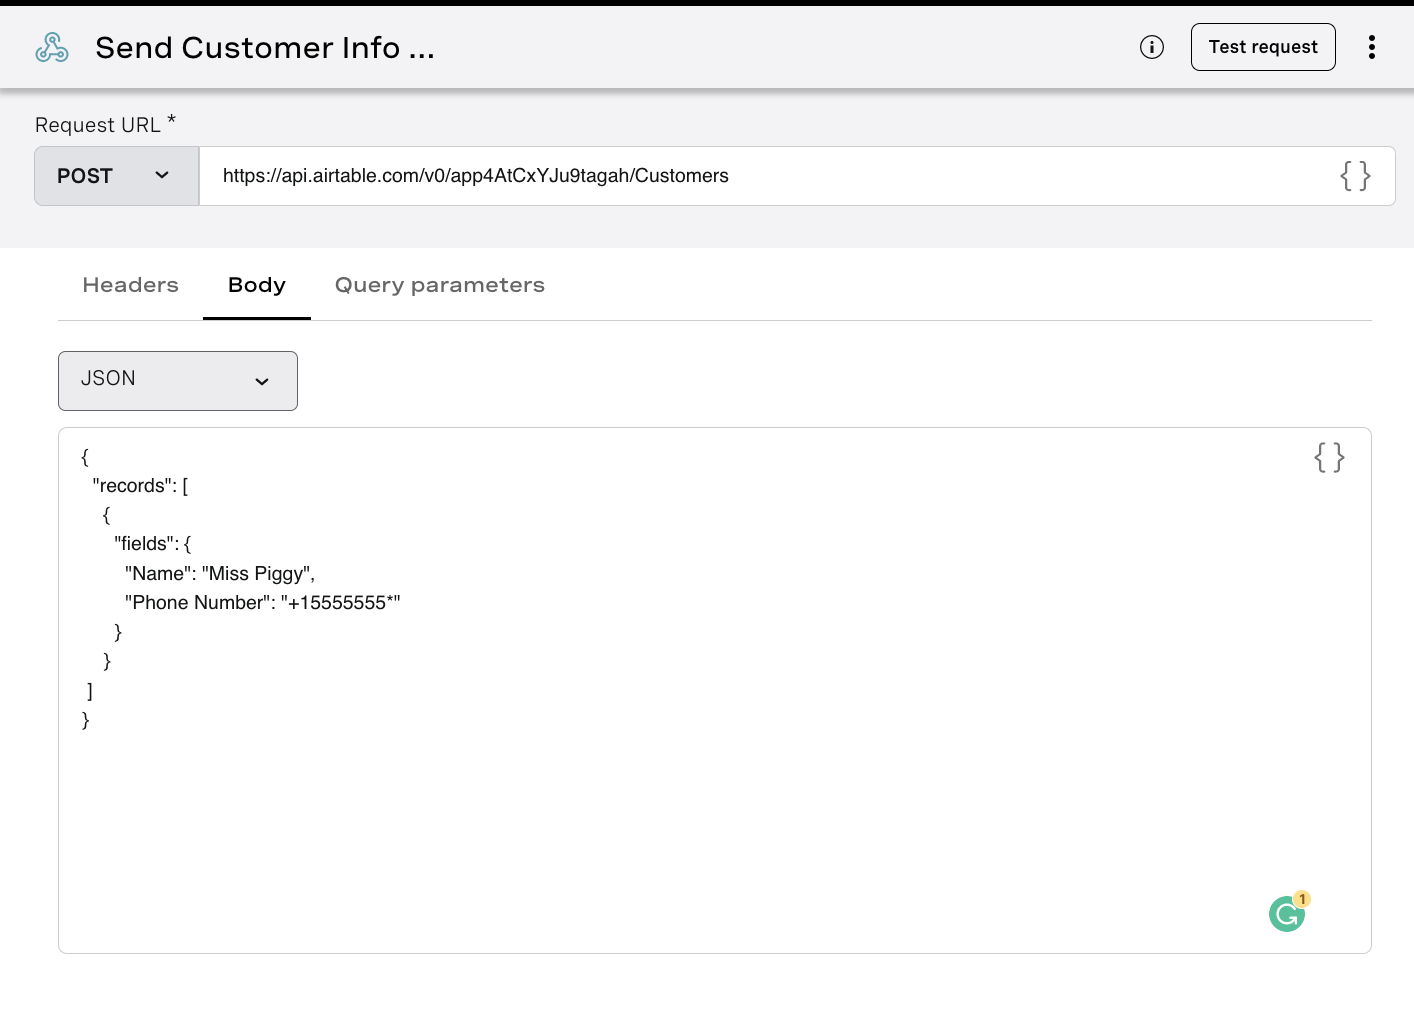 Send Customer Info ...
Test request
Request URL *
POST
https://api.airtable.com/v0/app4AtCxYJu9tagah/Customers
{ }
Headers
Body
Query parameters
JSON
{ }
{
"records": [
{
"fields": {
"Name": "Miss Piggy",
"Phone Number": "+15555555*"
}
}
]
}
1